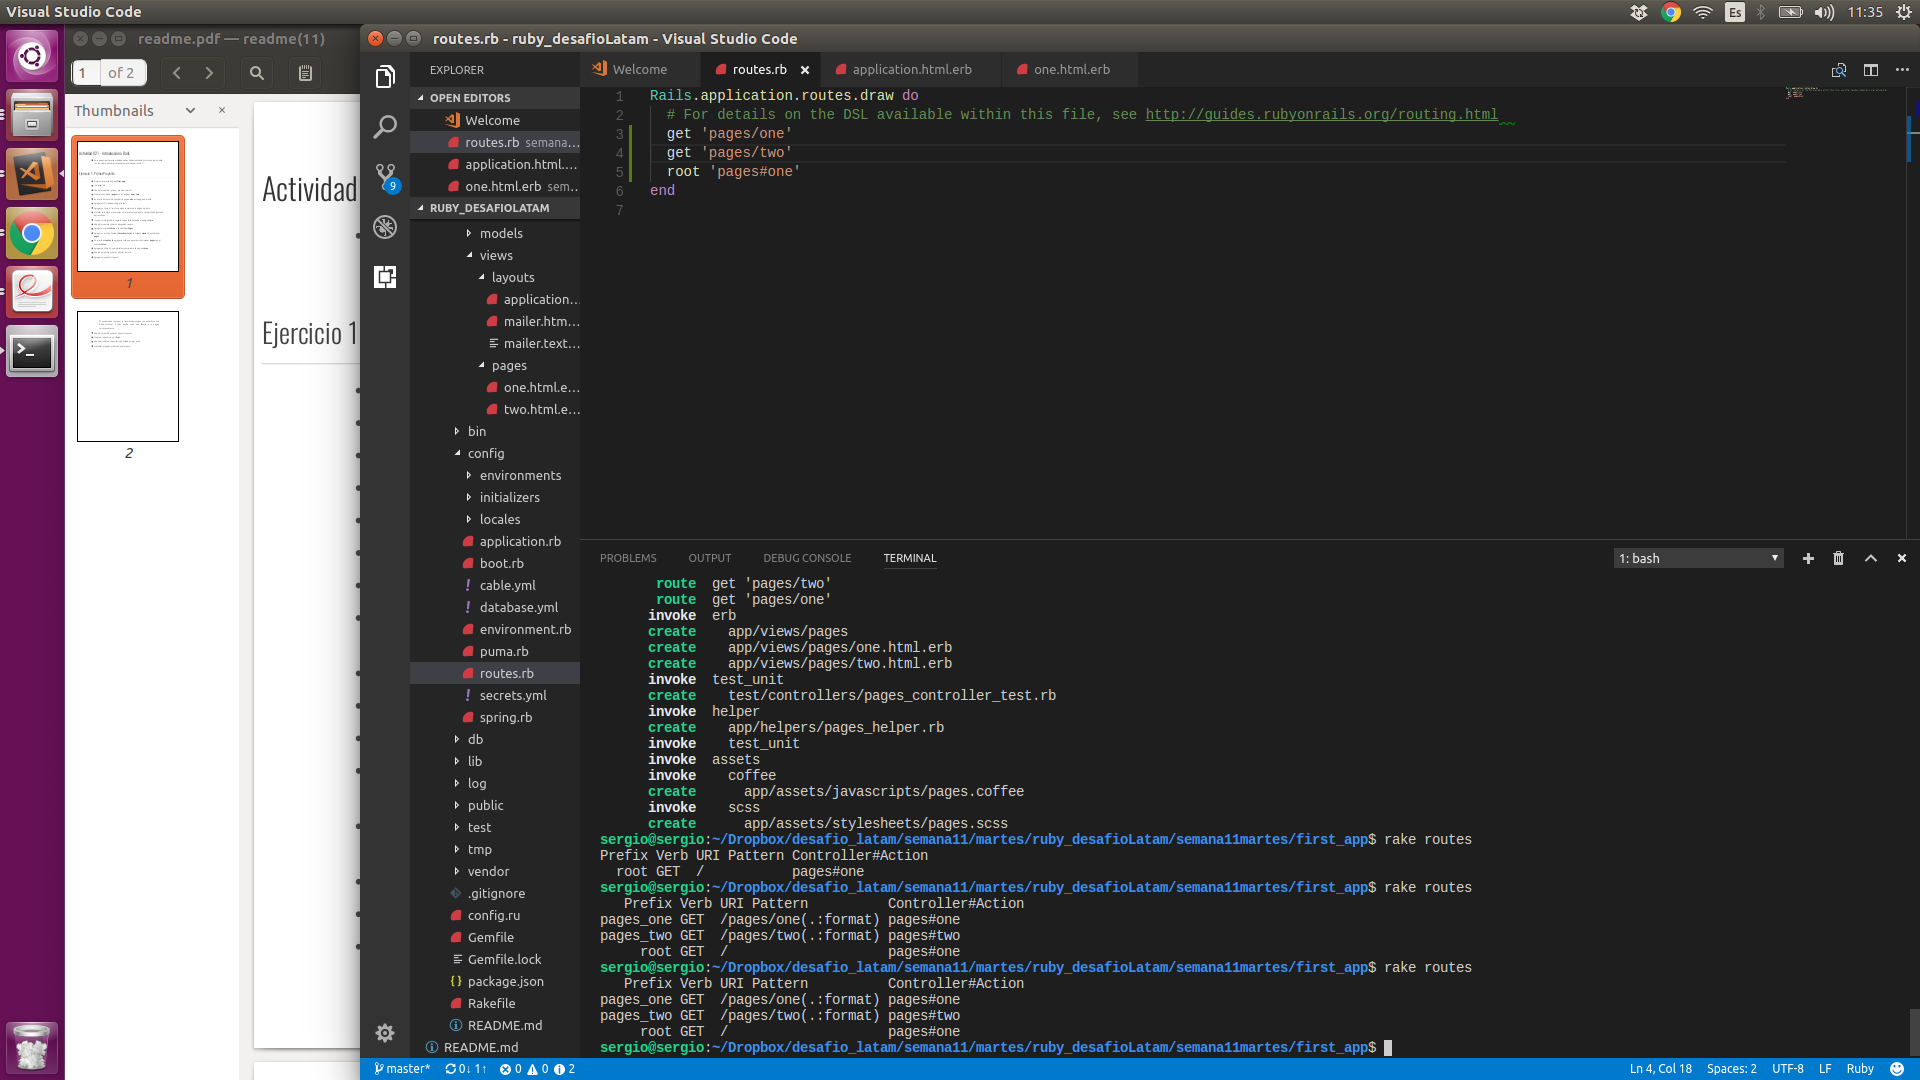 Visual Studio Code
Es
11:35
readme.pdf — readme(11)
1 of 2
Thumbnails
1
2
Actividad
Ejercicio 1
routes.rb - ruby_desafioLatam - Visual Studio Code
EXPLORER
OPEN EDITORS
Welcome
routes.rb semana...
application.html....
one.html.erb sem...
RUBY_DESAFIOLATAM
models
views
layouts
application...
mailer.htm...
mailer.text...
pages
one.html.e...
two.html.e...
bin
config
environments
initializers
locales
application.rb
boot.rb
cable.yml
database.yml
environment.rb
puma.rb
routes.rb
secrets.yml
spring.rb
db
lib
log
public
test
tmp
vendor
.gitignore
config.ru
Gemfile
Gemfile.lock
package.json
Rakefile
README.md
README.md
9
Welcome
routes.rb
application.html.erb
one.html.erb
1 Rails.application.routes.draw do
2 # For details on the DSL available within this file, see http://guides.rubyonrails.org/routing.html
3 get 'pages/one'
4 get 'pages/two'
5 root 'pages#one'
6 end
7
PROBLEMS OUTPUT DEBUG CONSOLE TERMINAL
1: bash
route get 'pages/two'
route get 'pages/one'
invoke erb
create app/views/pages
create app/views/pages/one.html.erb
create app/views/pages/two.html.erb
invoke test_unit
create test/controllers/pages_controller_test.rb
invoke helper
create app/helpers/pages_helper.rb
invoke test_unit
invoke assets
invoke coffee
create app/assets/javascripts/pages.coffee
invoke scss
create app/assets/stylesheets/pages.scss
sergio@sergio:~/Dropbox/desafio_latam/semana11/martes/ruby_desafioLatam/semana11martes/first_app$ rake routes
Prefix Verb URI Pattern Controller#Action
root GET / pages#one
sergio@sergio:~/Dropbox/desafio_latam/semana11/martes/ruby_desafioLatam/semana11martes/first_app$ rake routes
Prefix Verb URI Pattern Controller#Action
pages_one GET /pages/one(.:format) pages#one
pages_two GET /pages/two(.:format) pages#two
root GET / pages#one
sergio@sergio:~/Dropbox/desafio_latam/semana11/martes/ruby_desafioLatam/semana11martes/first_app$ rake routes
Prefix Verb URI Pattern Controller#Action
pages_one GET /pages/one(.:format) pages#one
pages_two GET /pages/two(.:format) pages#two
root GET / pages#one
sergio@sergio:~/Dropbox/desafio_latam/semana11/martes/ruby_desafioLatam/semana11martes/first_app$
master* 0↓ 1↑ 0 0 2
Ln 4, Col 18 Spaces: 2 UTF-8 LF Ruby